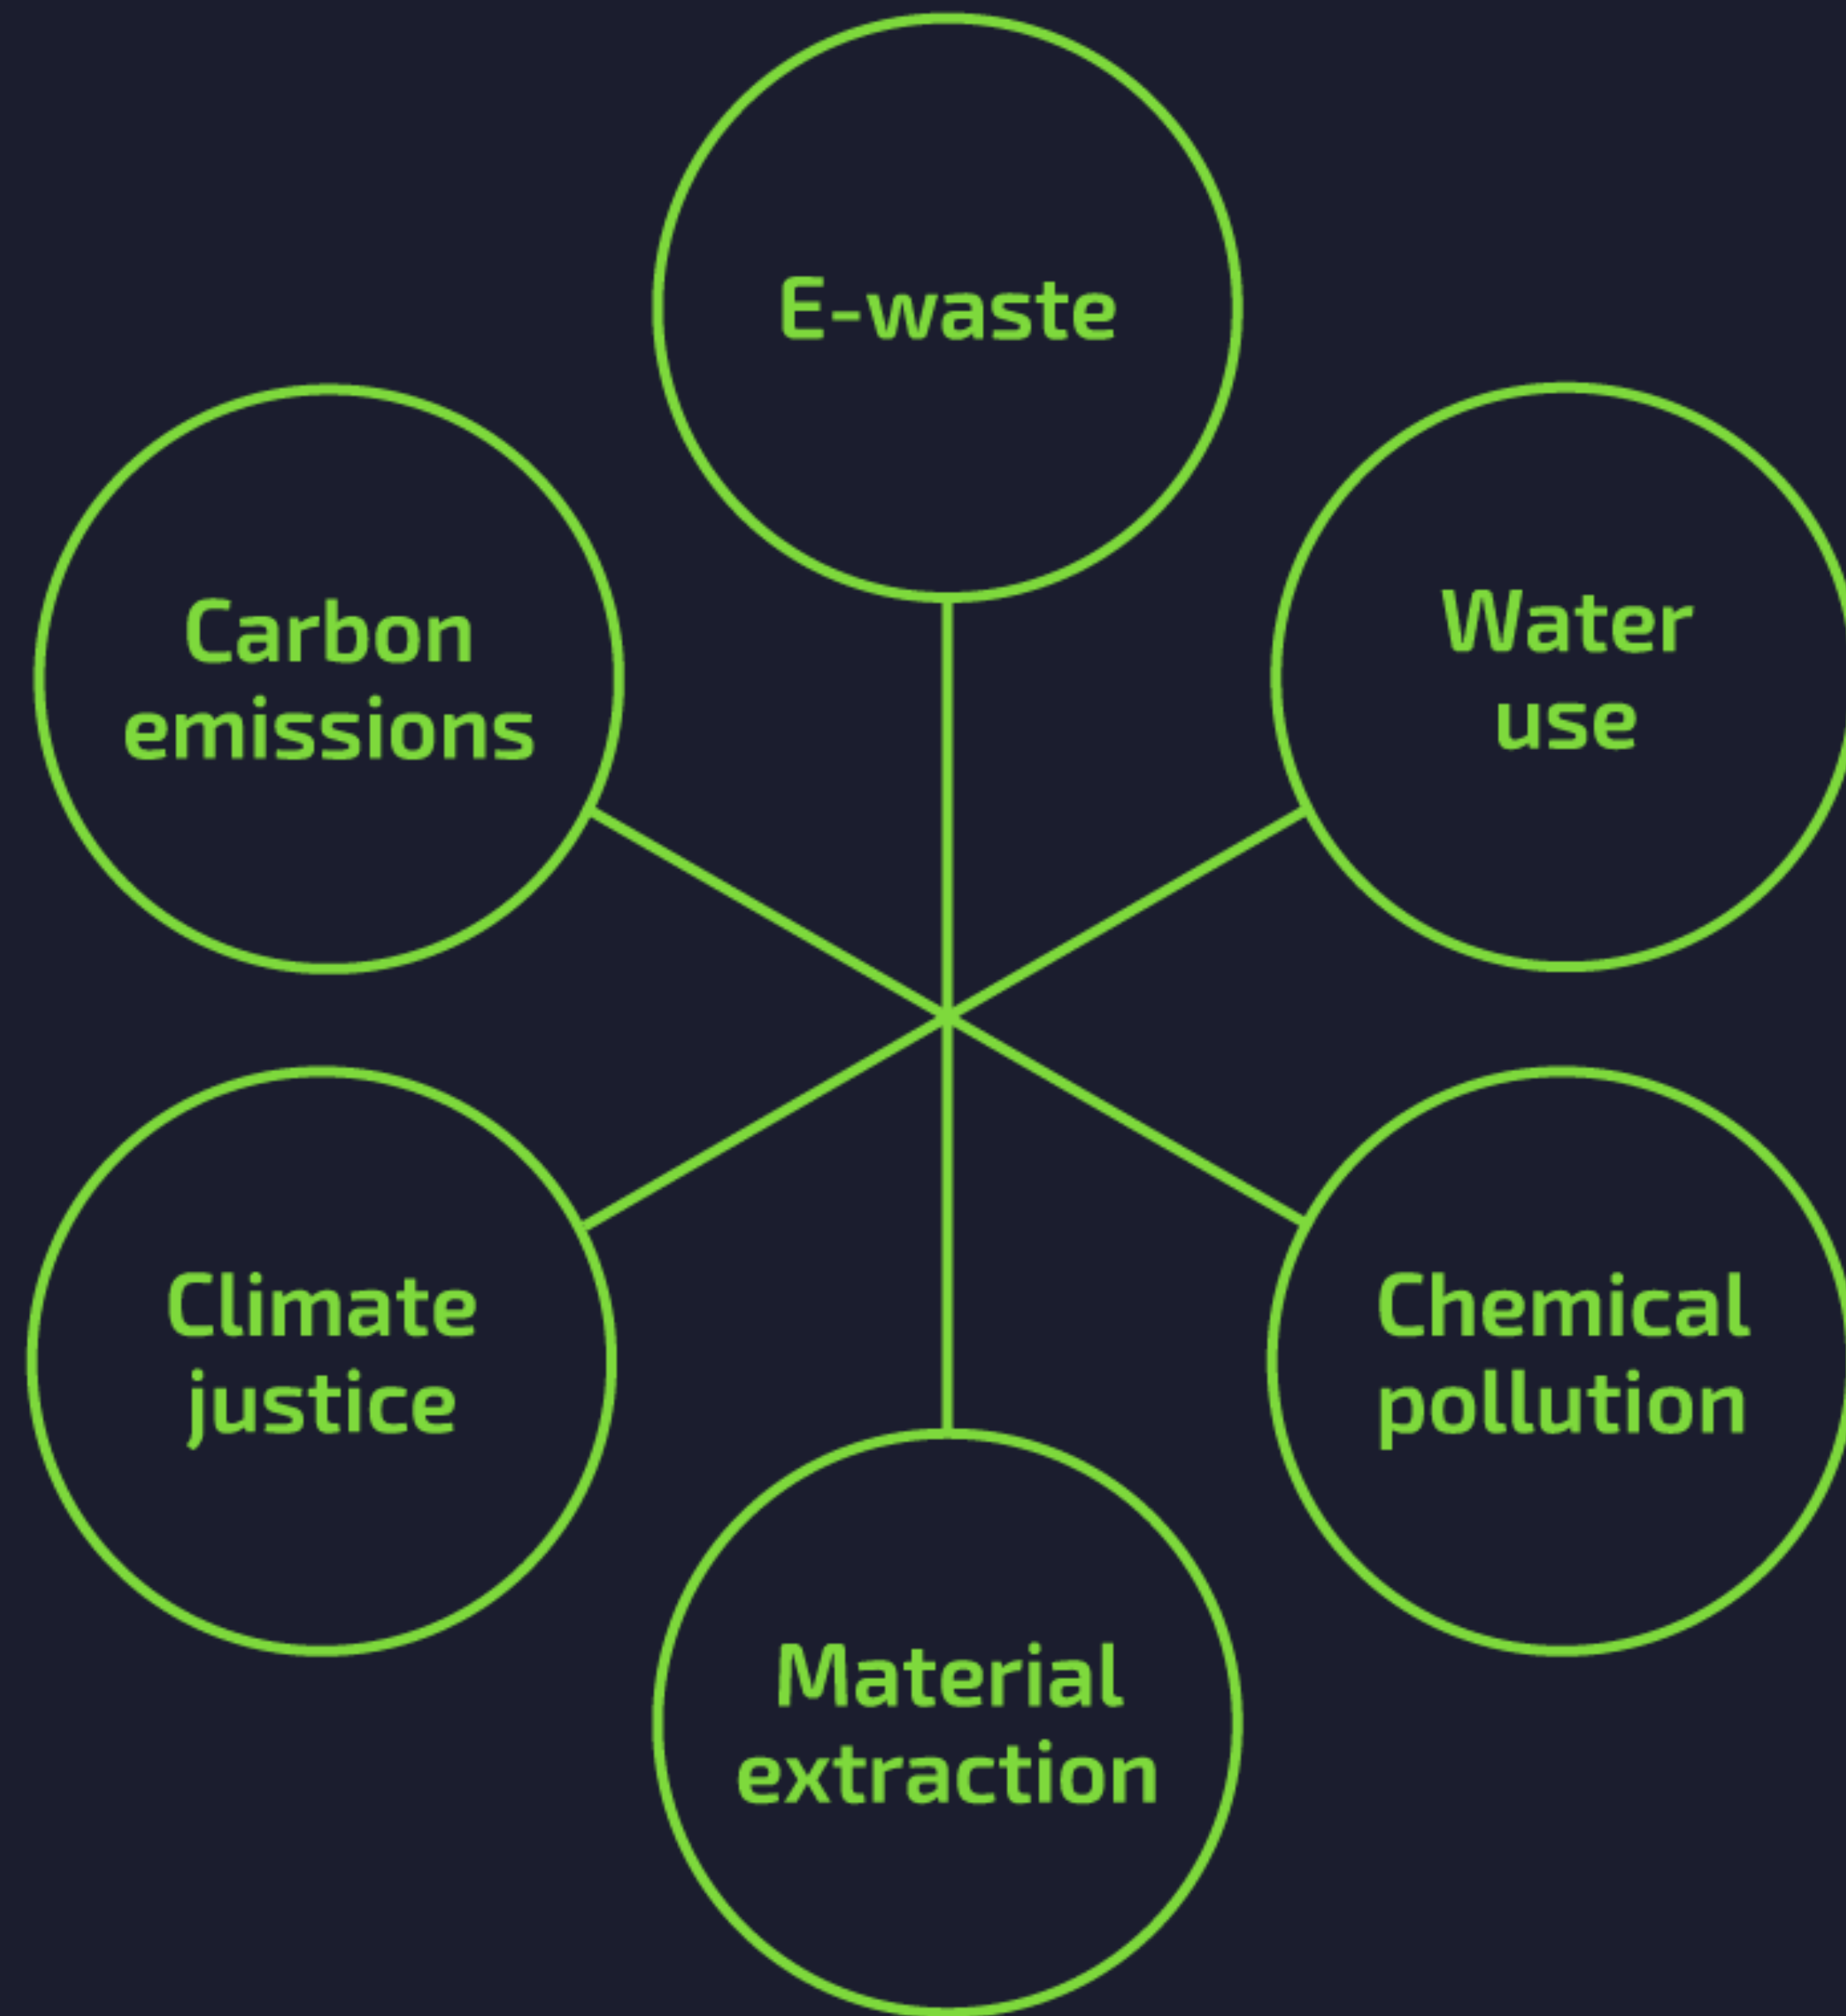 E-waste
Carbon
emissions
Water
use
Climate
justice
Chemical
pollution
Material
extraction